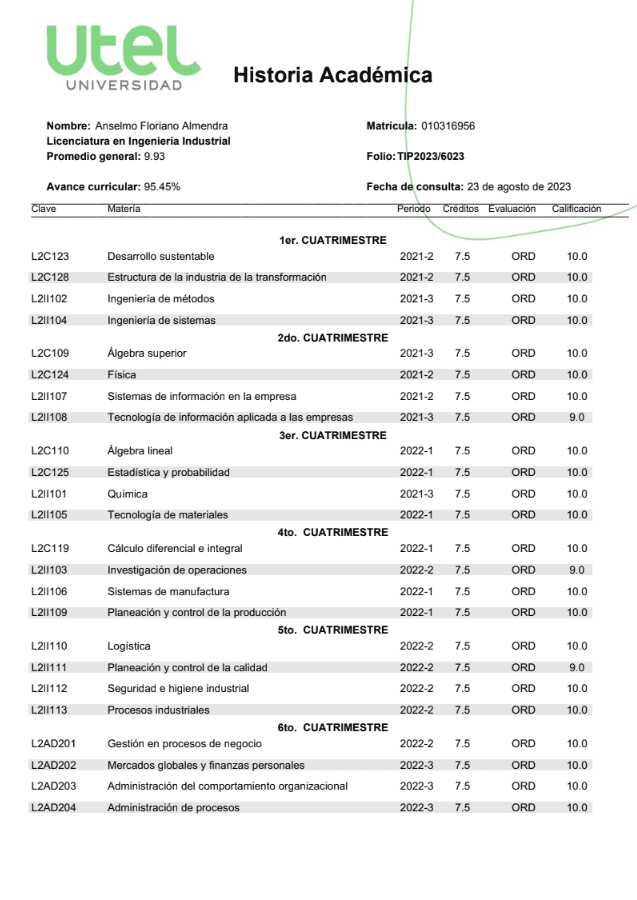 utel
UNIVERSIDAD
Historia Académica
Nombre: Anselmo Floriano Almendra Matrícula: 010316956
Licenciatura en Ingeniería Industrial
Promedio general: 9.93 Folio: TIP2023/6023
Avance curricular: 95.45% Fecha de consulta: 23 de agosto de 2023
Clave Materia Periodo Créditos Evaluación Calificación
1er. CUATRIMESTRE
L2C123 Desarrollo sustentable 2021-2 7.5 ORD 10.0
L2C128 Estructura de la industria de la transformación 2021-2 7.5 ORD 10.0
L2II102 Ingeniería de métodos 2021-3 7.5 ORD 10.0
L2II104 Ingeniería de sistemas 2021-3 7.5 ORD 10.0
2do. CUATRIMESTRE
L2C109 Álgebra superior 2021-3 7.5 ORD 10.0
L2C124 Física 2021-2 7.5 ORD 10.0
L2II107 Sistemas de información en la empresa 2021-2 7.5 ORD 10.0
L2II108 Tecnología de información aplicada a las empresas 2021-3 7.5 ORD 9.0
3er. CUATRIMESTRE
L2C110 Álgebra lineal 2022-1 7.5 ORD 10.0
L2C125 Estadística y probabilidad 2022-1 7.5 ORD 10.0
L2II101 Química 2021-3 7.5 ORD 10.0
L2II105 Tecnología de materiales 2022-1 7.5 ORD 10.0
4to. CUATRIMESTRE
L2C119 Cálculo diferencial e integral 2022-1 7.5 ORD 10.0
L2II103 Investigación de operaciones 2022-2 7.5 ORD 9.0
L2II106 Sistemas de manufactura 2022-1 7.5 ORD 10.0
L2II109 Planeación y control de la producción 2022-1 7.5 ORD 10.0
5to. CUATRIMESTRE
L2II110 Logística 2022-2 7.5 ORD 10.0
L2II111 Planeación y control de la calidad 2022-2 7.5 ORD 9.0
L2II112 Seguridad e higiene industrial 2022-2 7.5 ORD 10.0
L2II113 Procesos industriales 2022-2 7.5 ORD 10.0
6to. CUATRIMESTRE
L2AD201 Gestión en procesos de negocio 2022-2 7.5 ORD 10.0
L2AD202 Mercados globales y finanzas personales 2022-3 7.5 ORD 10.0
L2AD203 Administración del comportamiento organizacional 2022-3 7.5 ORD 10.0
L2AD204 Administración de procesos 2022-3 7.5 ORD 10.0